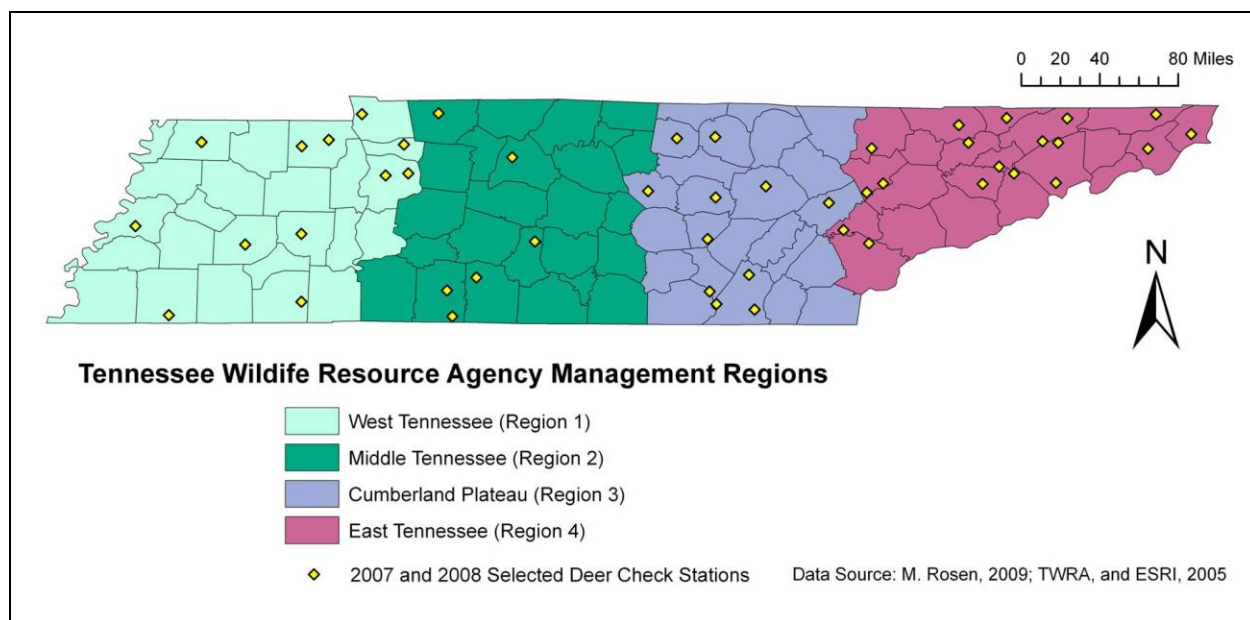 0 20 40 80 Miles
N
Tennessee Wildlife Resource Agency Management Regions
West Tennessee (Region 1)
Middle Tennessee (Region 2)
Cumberland Plateau (Region 3)
East Tennessee (Region 4)
2007 and 2008 Selected Deer Check Stations Data Source: M. Rosen, 2009; TWRA, and ESRI, 2005